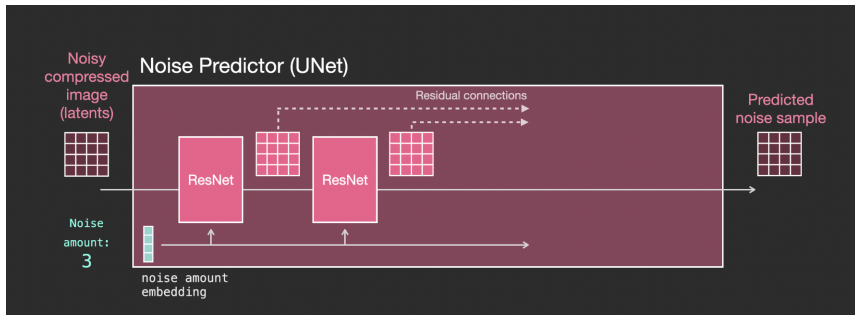 Noisy
compressed
image
(latents)
Noise Predictor (UNet)
Residual connections
Predicted
noise sample
ResNet
ResNet
Noise
amount:
3
noise amount
embedding